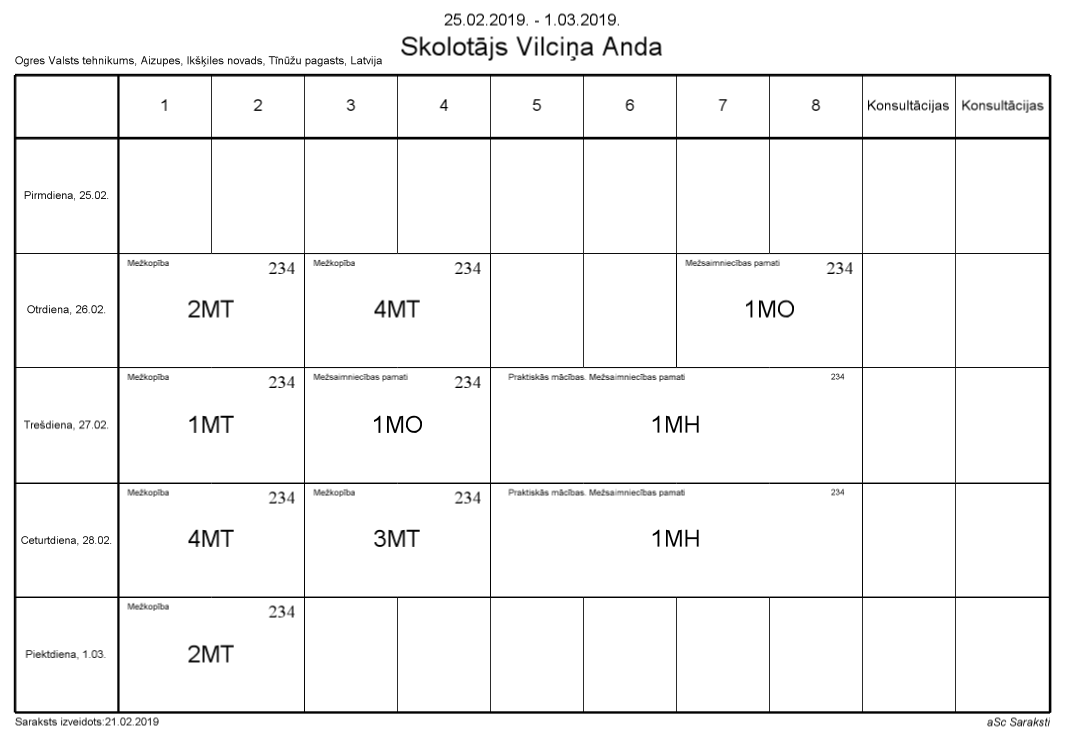 25.02.2019. - 1.03.2019.
Skolotājs Vilciņa Anda
Ogres Valsts tehnikums, Aizupes, Ikšķiles novads, Tīnūžu pagasts, Latvija
1 2 3 4 5 6 7 8 Konsultācijas Konsultācijas
Pirmdiena, 25.02.
Mežkopība 234 Mežkopība 234 Mežsaimniecības pamati 234
Otrdiena, 26.02. 2MT 4MT 1MO
Mežkopība 234 Mežsaimniecības pamati 234 Praktiskās mācības. Mežsaimniecības pamati 234
Trešdiena, 27.02. 1MT 1MO 1MH
Mežkopība 234 Mežkopība 234 Praktiskās mācības. Mežsaimniecības pamati 234
Ceturtdiena, 28.02. 4MT 3MT 1MH
Mežkopība 234
Piektdiena, 1.03. 2MT
Saraksts izveidots:21.02.2019 aSc Saraksti